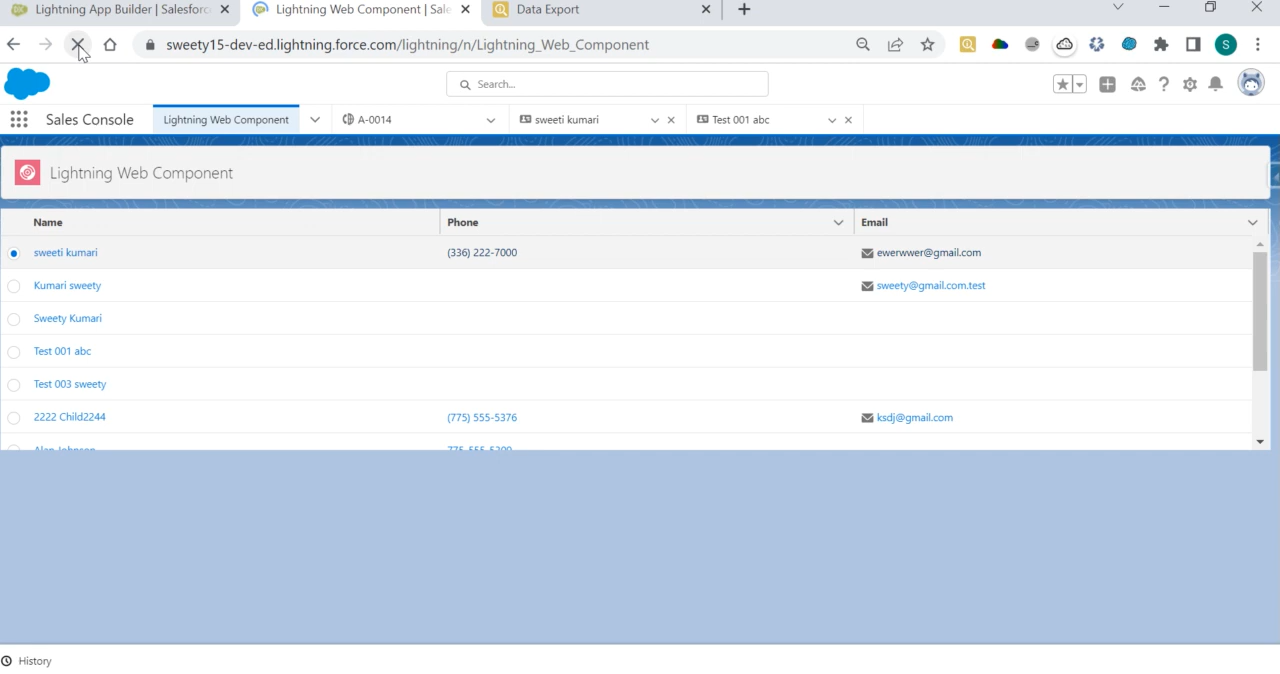 Lightning App Builder | Salesforc
Lightning Web Component | Sale
Data Export
sweety15-dev-ed.lightning.force.com/lightning/n/Lightning_Web_Component
S
Search...
Sales Console
Lightning Web Component
A-0014
sweeti kumari
Test 001 abc
Lightning Web Component
Name Phone Email
sweeti kumari (336) 222-7000 ewerwwer@gmail.com
Kumari sweety sweety@gmail.com.test
Sweety Kumari
Test 001 abc
Test 003 sweety
2222 Child2244 (775) 555-5376 ksdj@gmail.com
History